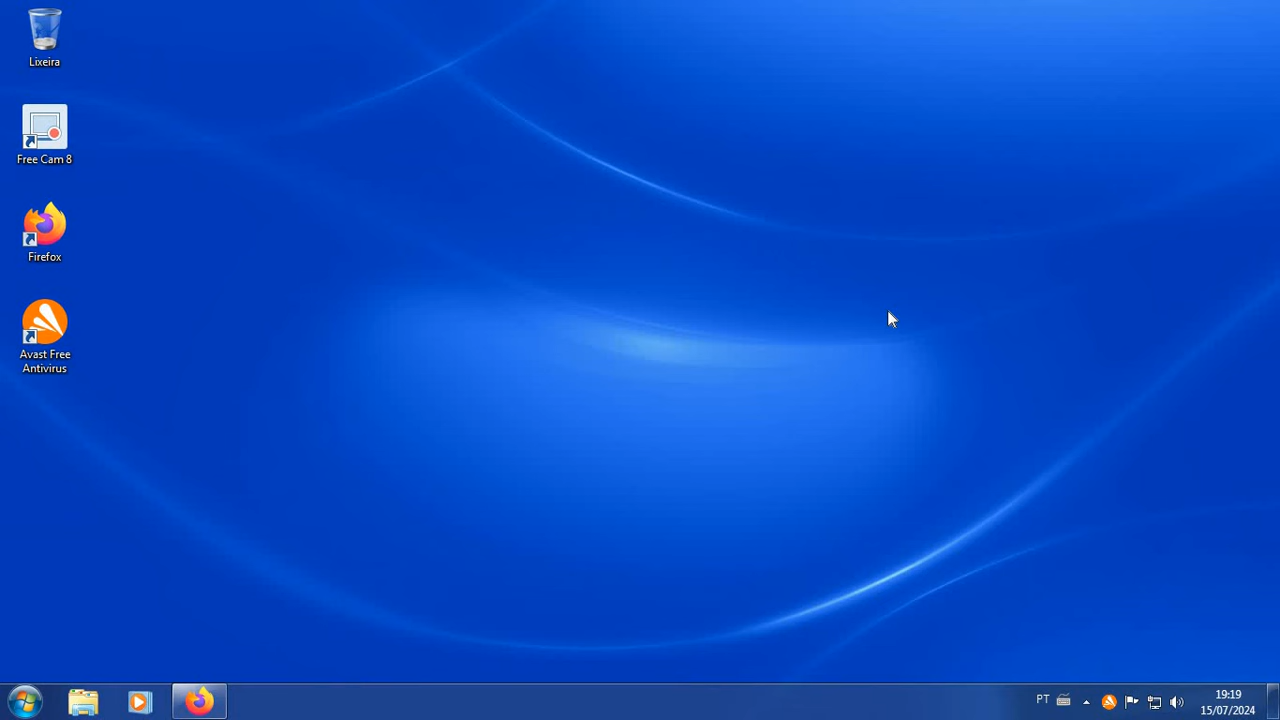 Lixeira
Free Cam 8
Firefox
Avast Free
Antivirus
PT
19:19
15/07/2024